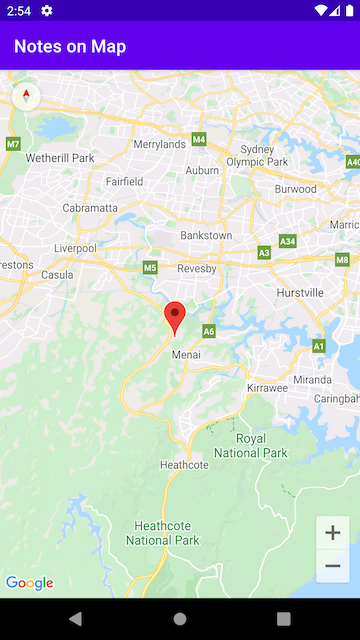 2:54
Notes on Map
M7
Wetherill Park
Merrylands
M4
Sydney
Olympic Park
A40
Auburn
Fairfield
Burwood
Cabramatta
Marric
Bankstown
A34
Liverpool
A3
M8
restons
Casula
M5
Revesby
Hurstville
A6
A1
Menai
Miranda
Kirrawee
Caringbah
Royal
National Park
Heathcote
Heathcote
National Park
+
−
Google